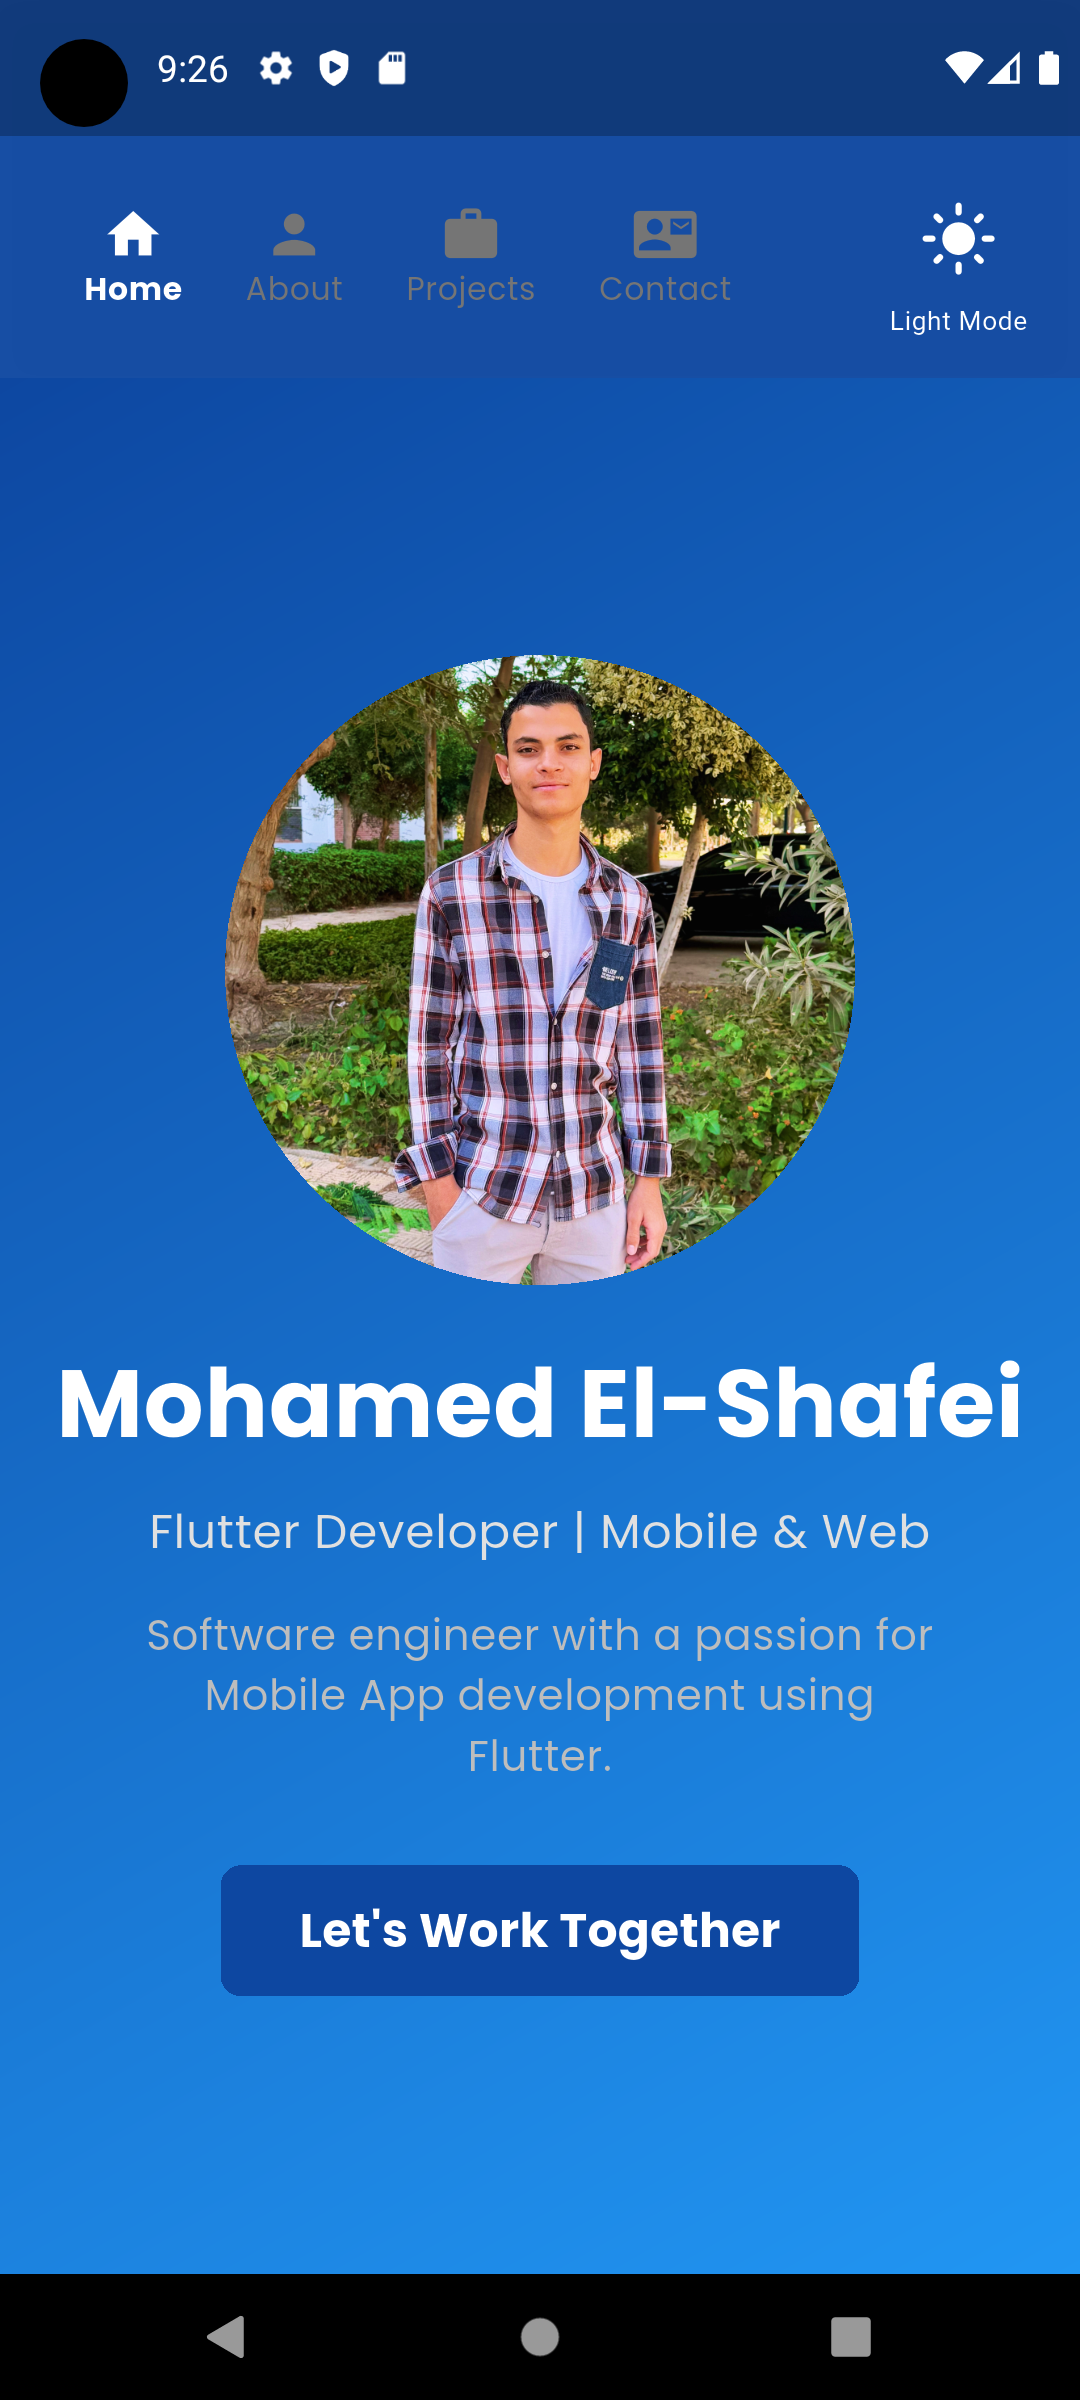 9:26
Home About Projects Contact
Light Mode
Mohamed El-Shafei
Flutter Developer | Mobile & Web
Software engineer with a passion for
Mobile App development using
Flutter.
Let's Work Together